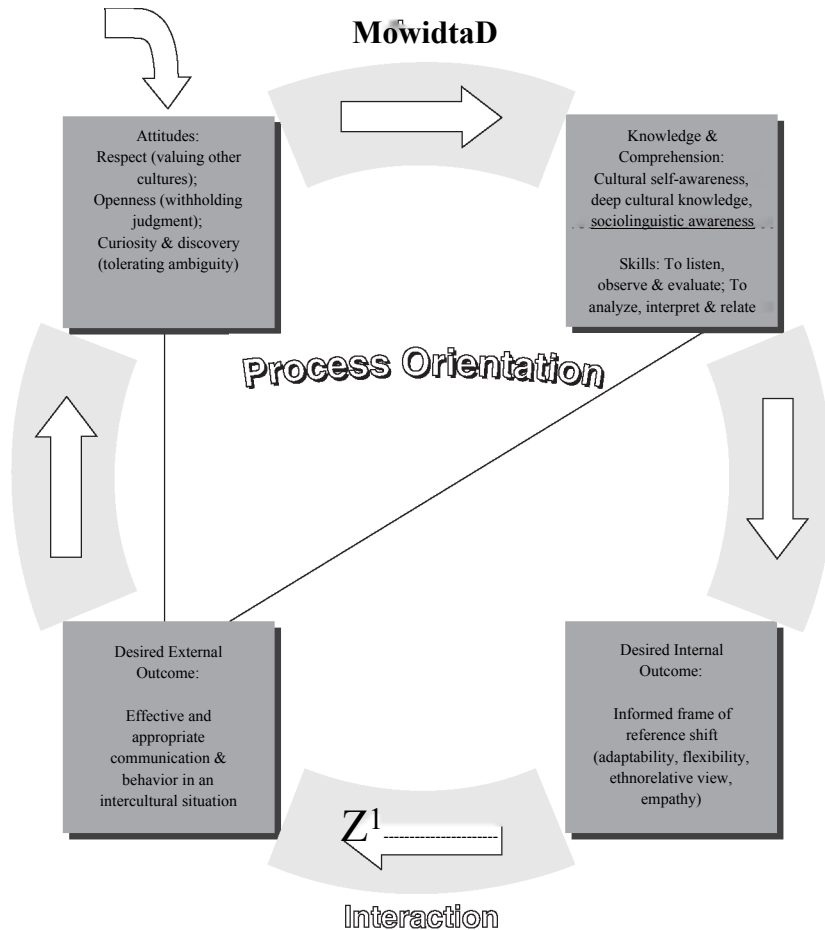 MowidtaD
Attitudes:
Respect (valuing other
cultures);
Openness (withholding
judgment);
Curiosity & discovery
(tolerating ambiguity)
Knowledge &
Comprehension:
Cultural self-awareness,
deep cultural knowledge,
sociolinguistic awareness
Skills: To listen,
observe & evaluate; To
analyze, interpret & relate
Process Orientation
Desired External
Outcome:
Effective and
appropriate
communication &
behavior in an
intercultural situation
Desired Internal
Outcome:
Informed frame of
reference shift
(adaptability, flexibility,
ethnorelative view,
empathy)
Z1
Interaction